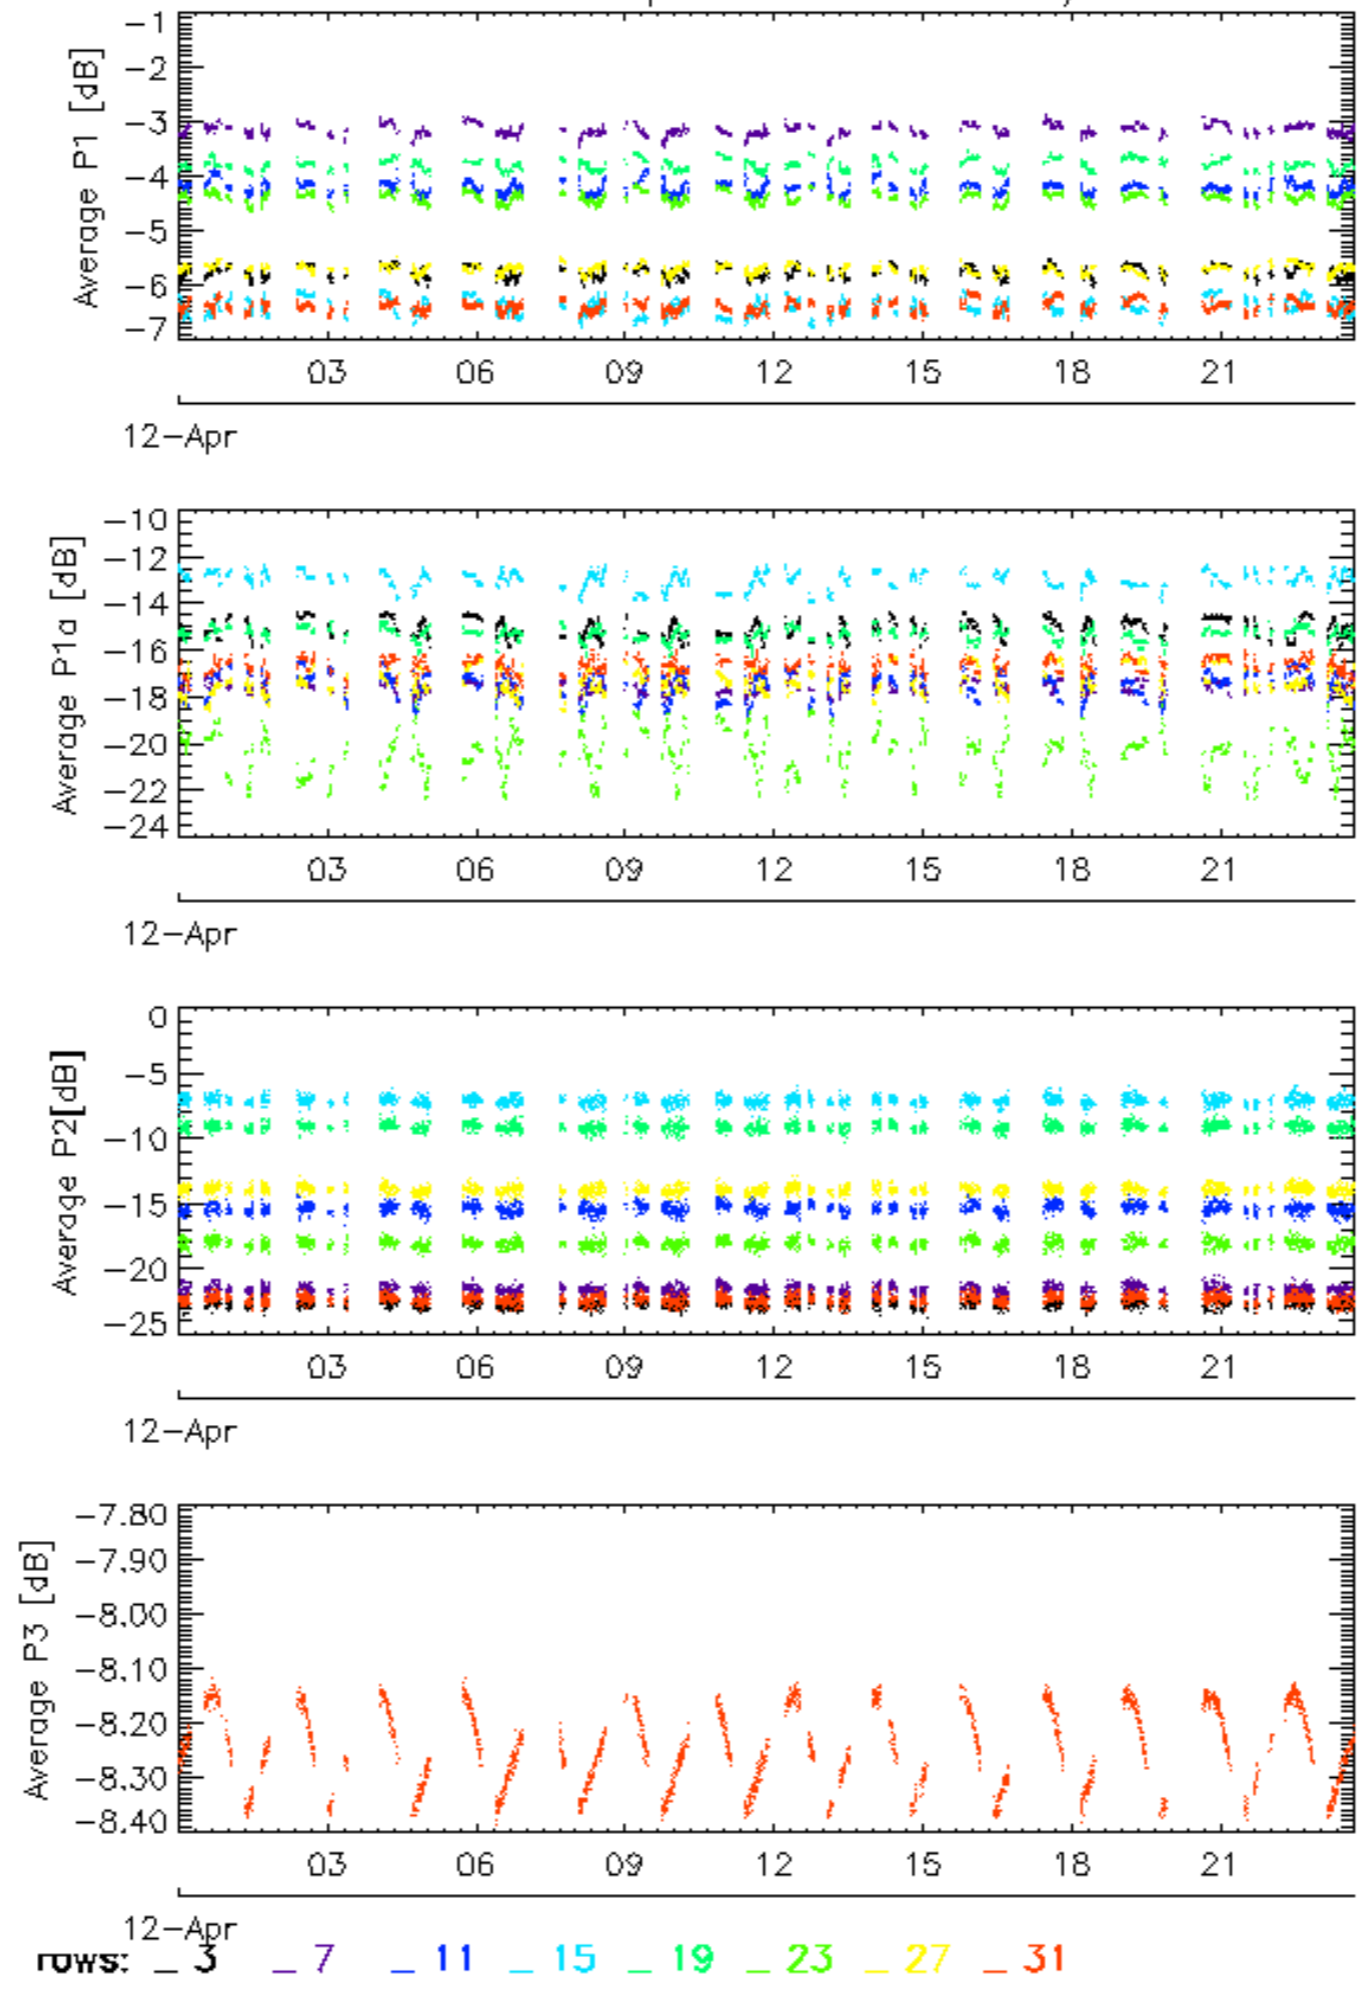 Average P1 [dB]
−1
−2
−3
−4
−5
−6
−7
03 06 09 12 15 18 21
12−Apr
Average P1a [dB]
−10
−12
−14
−16
−18
−20
−22
−24
03 06 09 12 15 18 21
12−Apr
Average P2[dB]
0
−5
−10
−15
−20
−25
03 06 09 12 15 18 21
12−Apr
Average P3 [dB]
−7.80
−7.90
−8.00
−8.10
−8.20
−8.30
−8.40
03 06 09 12 15 18 21
12−Apr
rows: _ 3 _ 7 _ 11 _ 15 _ 19 _ 23 _ 27 _ 31